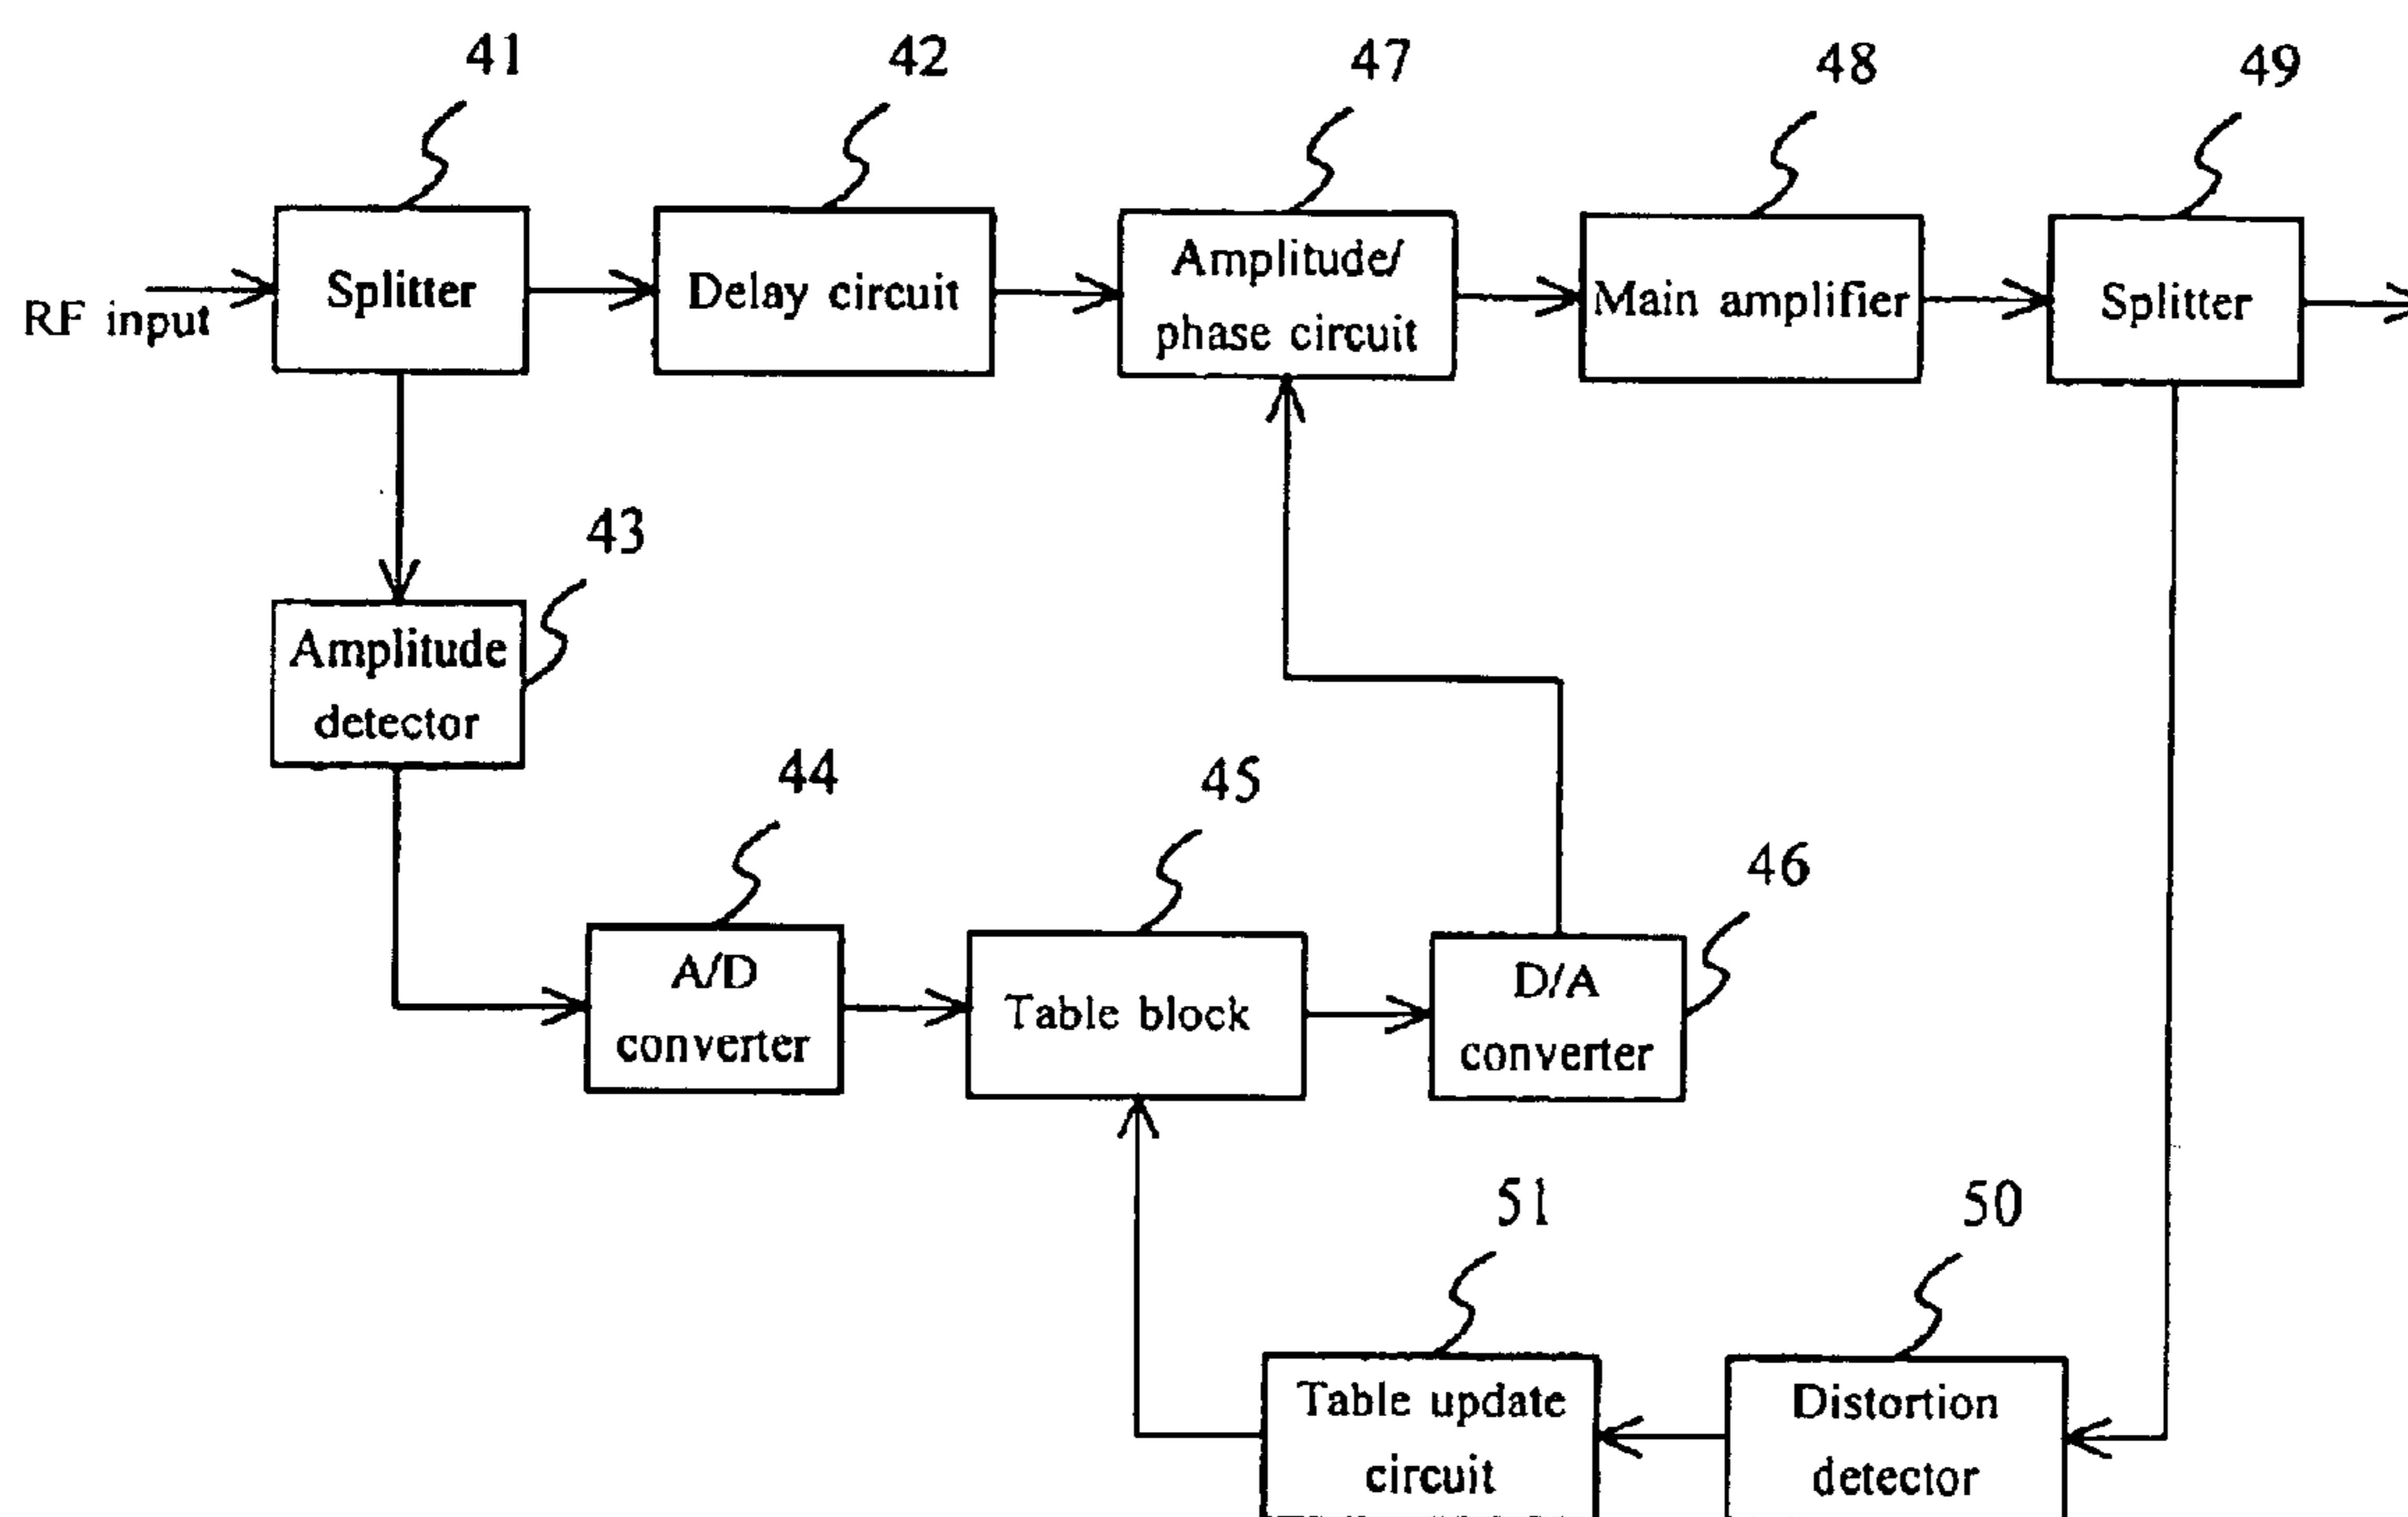 41
42
47
48
49
RF input
Splitter
Delay circuit
Amplitude/
phase circuit
Main amplifier
Splitter
43
Amplitude
detector
44
45
46
A/D
converter
Table block
D/A
converter
51
50
Table update
circuit
Distortion
detector